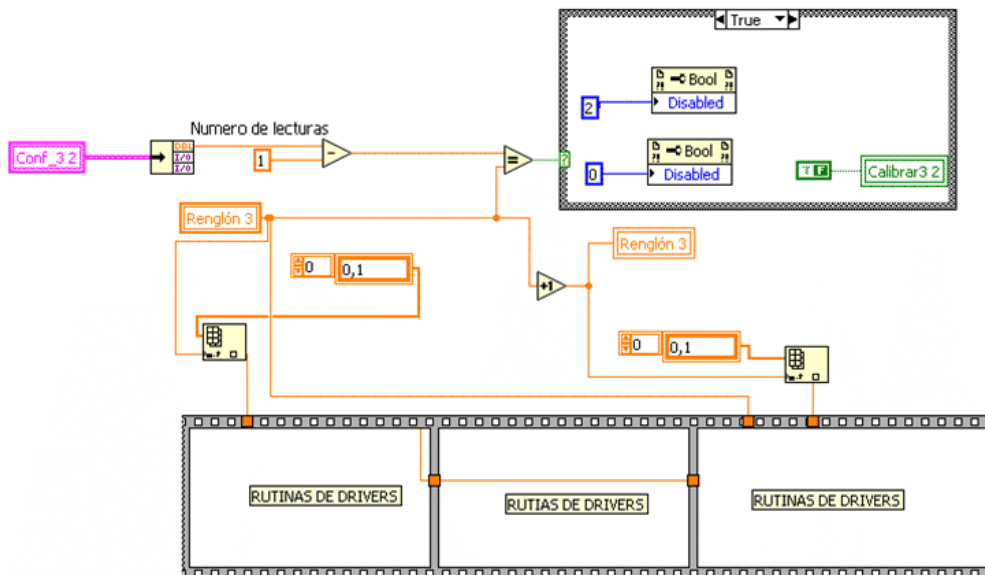 True
Bool
2
Disabled
Numero de lecturas
Conf_3 2
DBL
I/O
I/O
1
-
=
?
Bool
0
Disabled
? F
Calibrar3 2
Renglón 3
Renglón 3
0
0,1
+1
0
0,1
RUTINAS DE DRIVERS
RUTIAS DE DRIVERS
RUTINAS DE DRIVERS